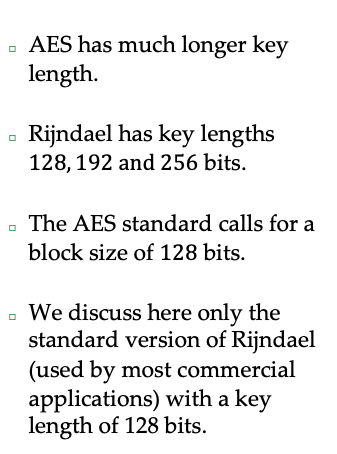 AES has much longer key
length.
Rijndael has key lengths
128, 192 and 256 bits.
The AES standard calls for a
block size of 128 bits.
We discuss here only the
standard version of Rijndael
(used by most commercial
applications) with a key
length of 128 bits.